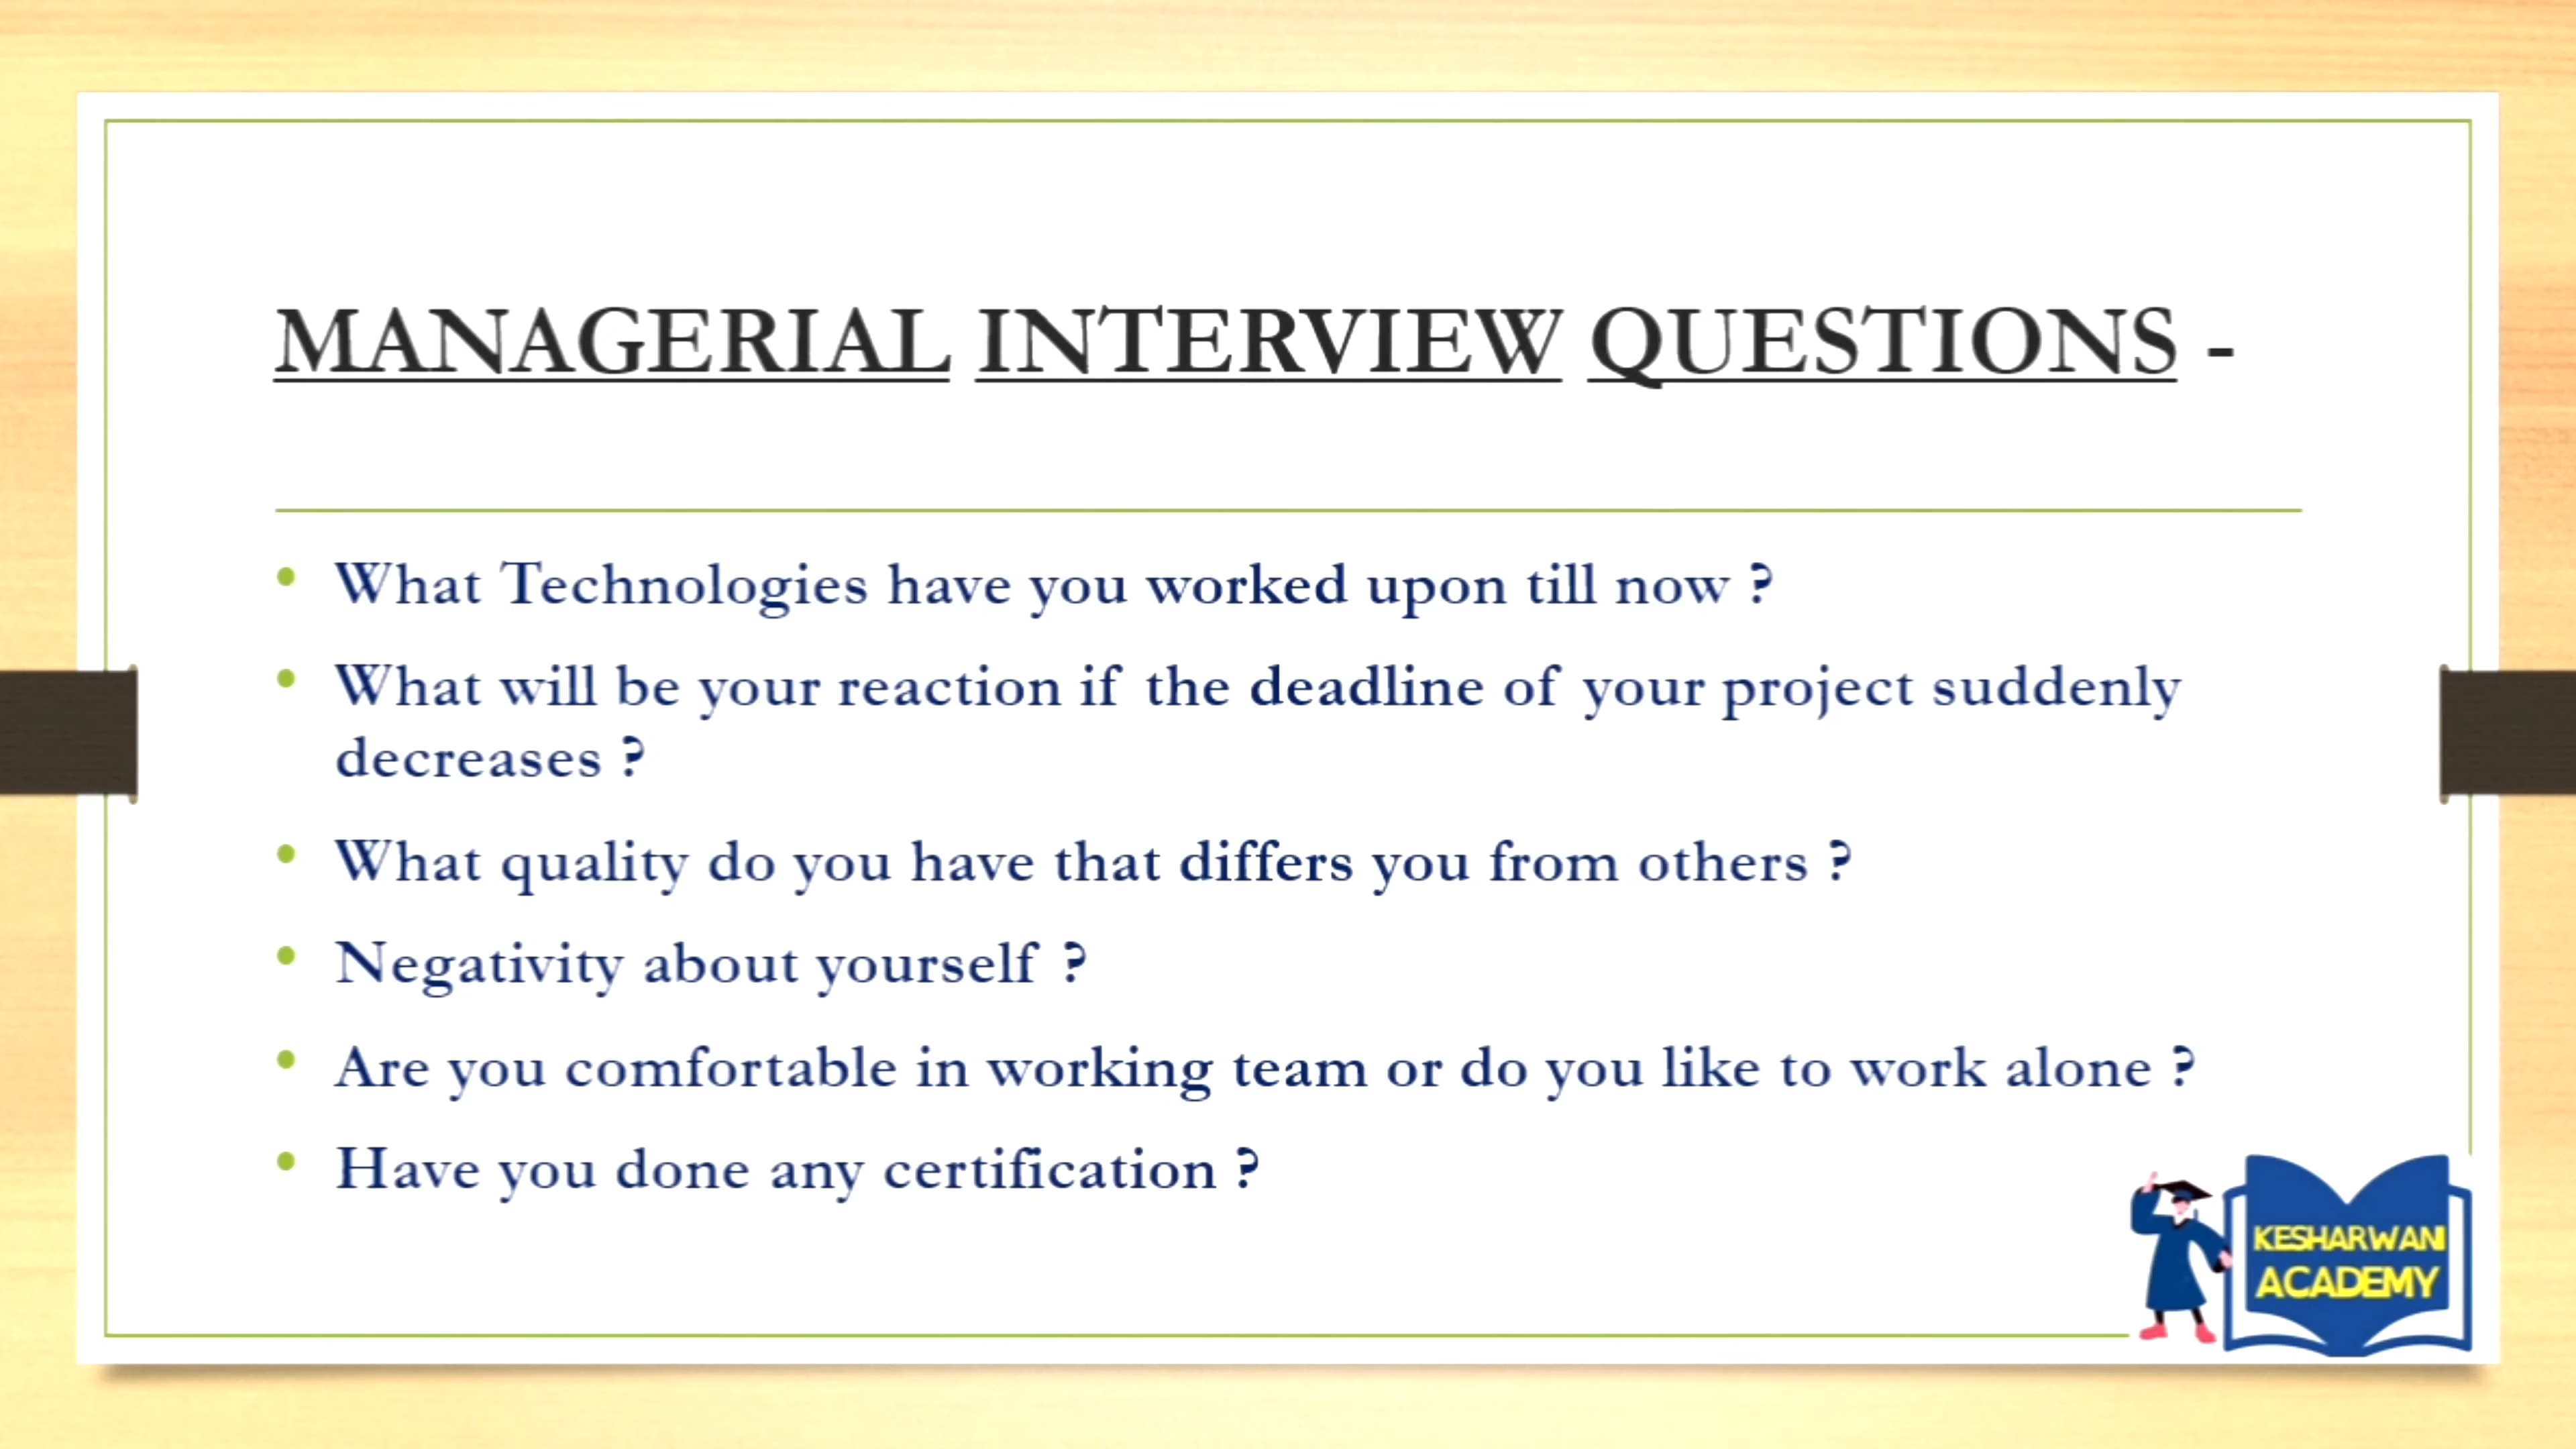 MANAGERIAL INTERVIEW QUESTIONS -
• What Technologies have you worked upon till now ?
• What will be your reaction if the deadline of your project suddenly
decreases ?
• What quality do you have that differs you from others ?
• Negativity about yourself ?
• Are you comfortable in working team or do you like to work alone ?
• Have you done any certification ?
KESHARWANI
ACADEMY